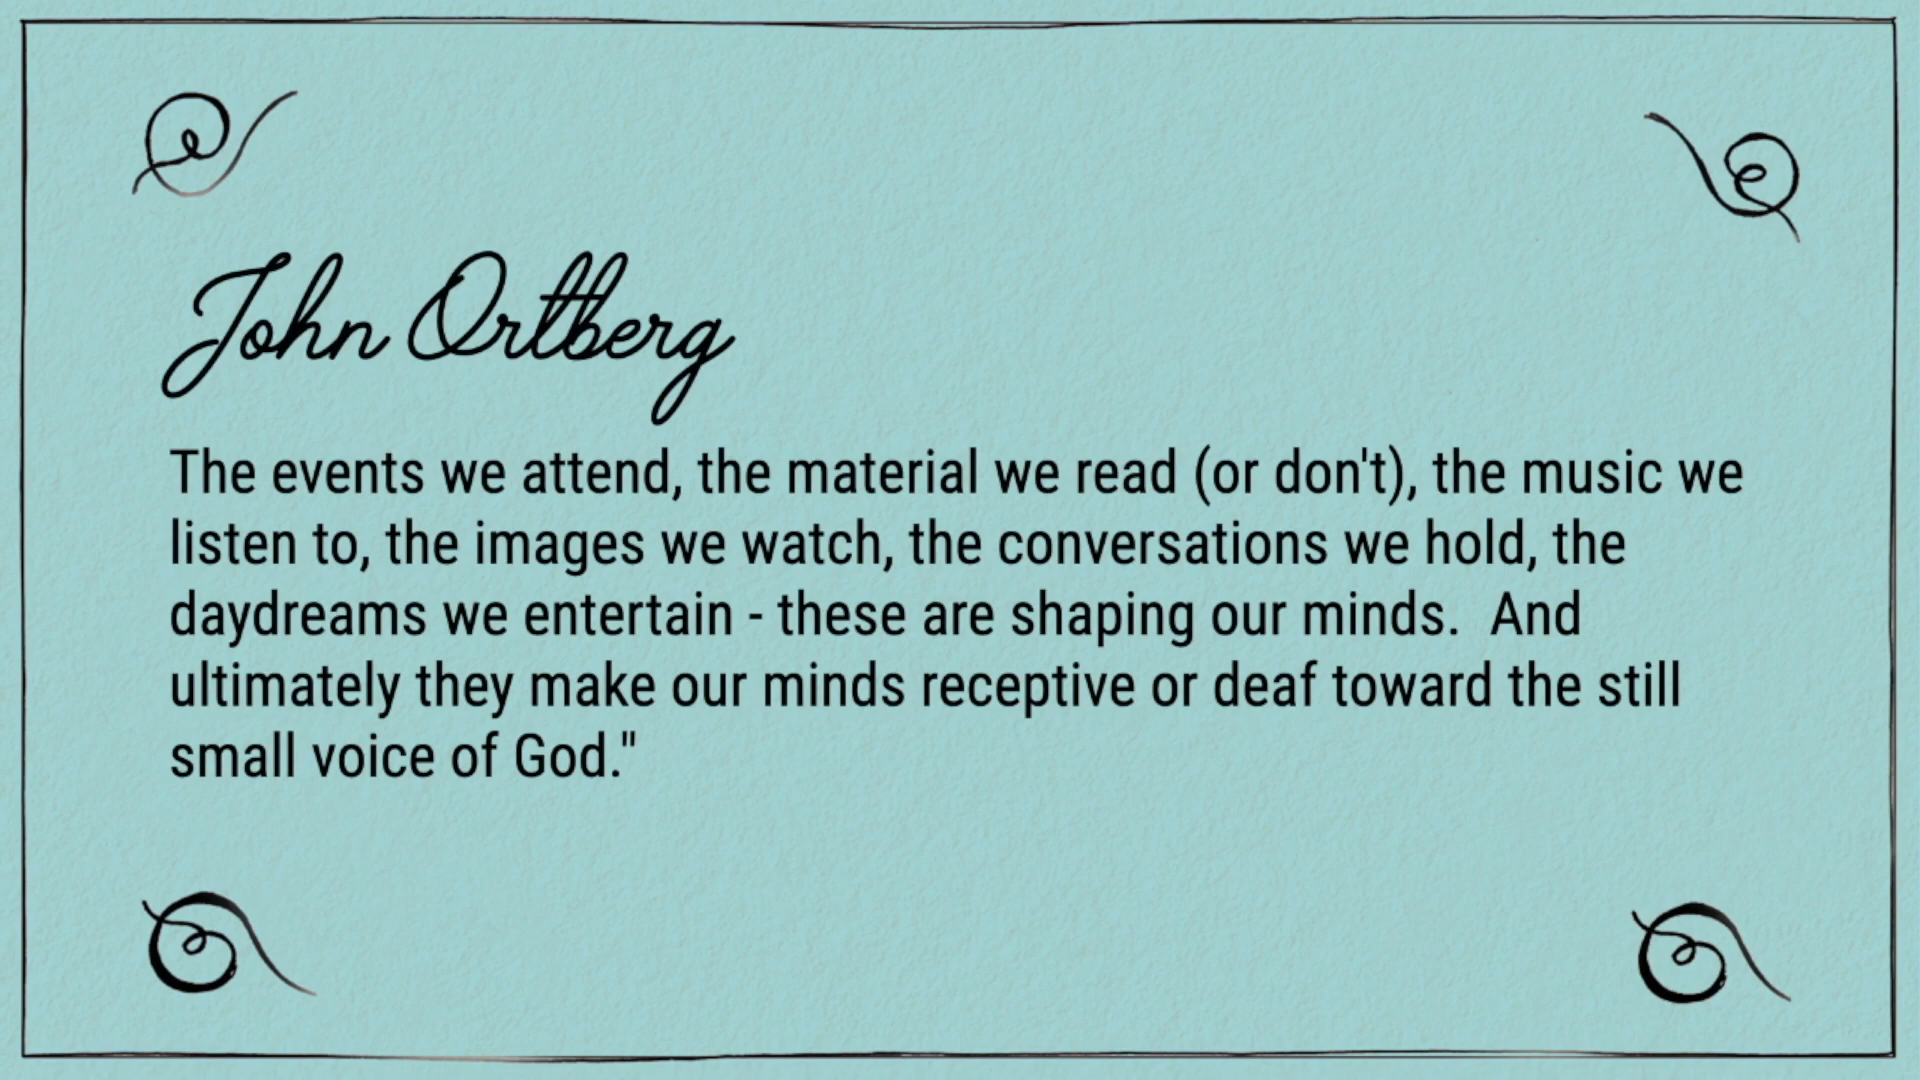 John Ortberg
The events we attend, the material we read (or don't), the music we
listen to, the images we watch, the conversations we hold, the
daydreams we entertain - these are shaping our minds.  And
ultimately they make our minds receptive or deaf toward the still
small voice of God."